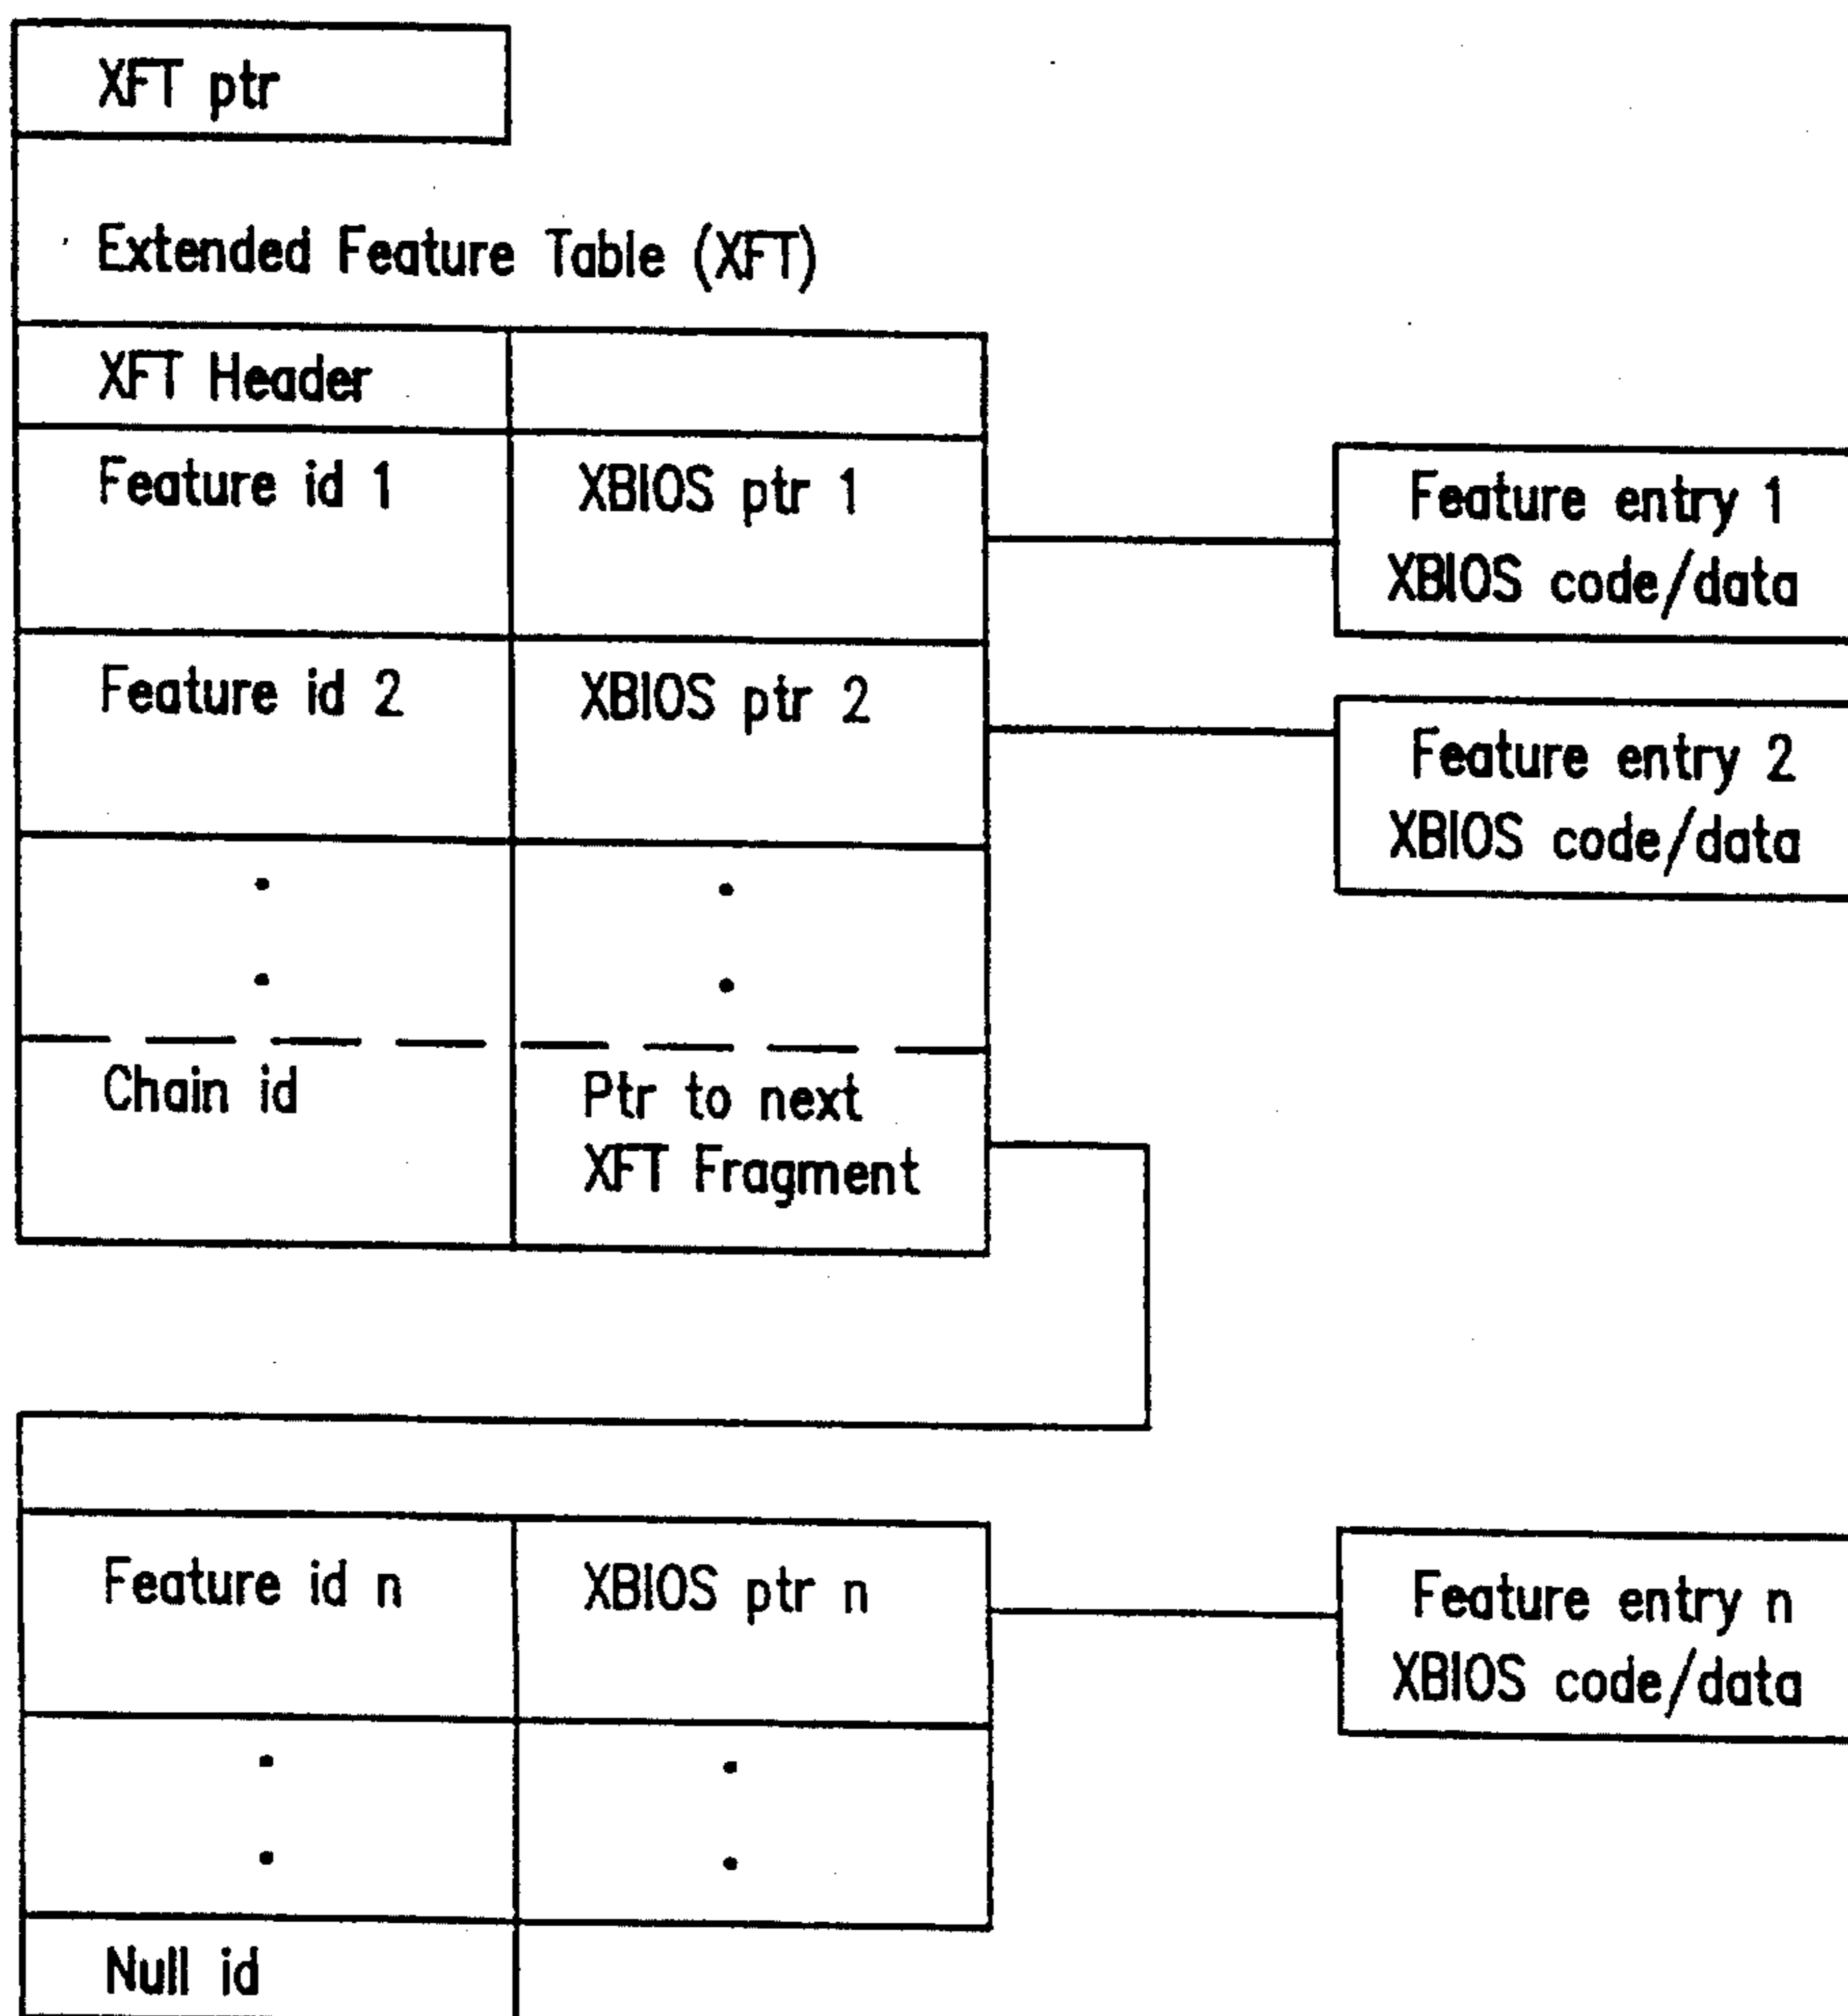 XFT ptr
Extended Feature Table (XFT)
XFT Header
Feature id 1
XBIOS ptr 1
Feature entry 1
XBIOS code/data
Feature id 2
XBIOS ptr 2
Feature entry 2
XBIOS code/data
Chain id
Ptr to next
XFT Fragment
Feature id n
XBIOS ptr n
Feature entry n
XBIOS code/data
Null id